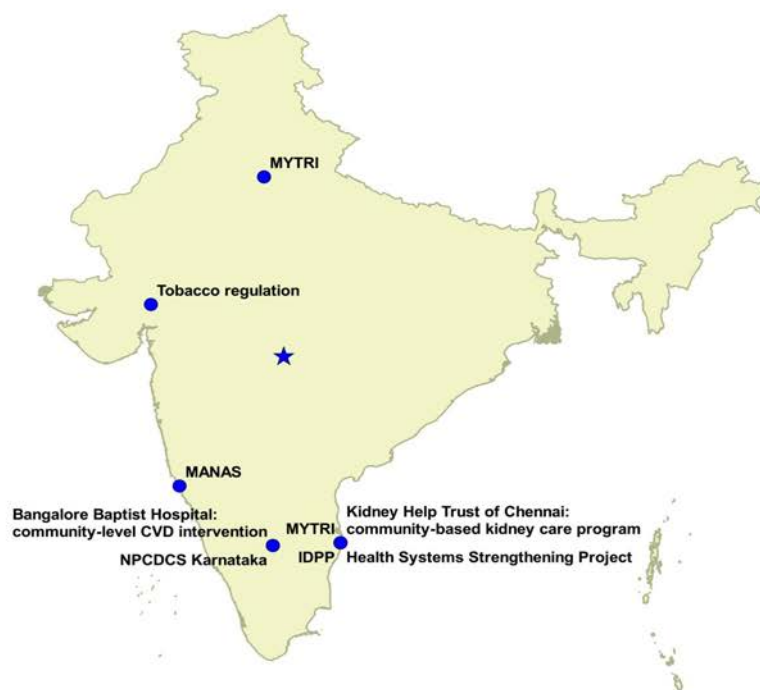 MYTRI
Tobacco regulation
MANAS
Bangalore Baptist Hospital:
community-level CVD intervention
NPCDCS Karnataka
MYTRI
IDPP
Kidney Help Trust of Chennai:
community-based kidney care program
Health Systems Strengthening Project